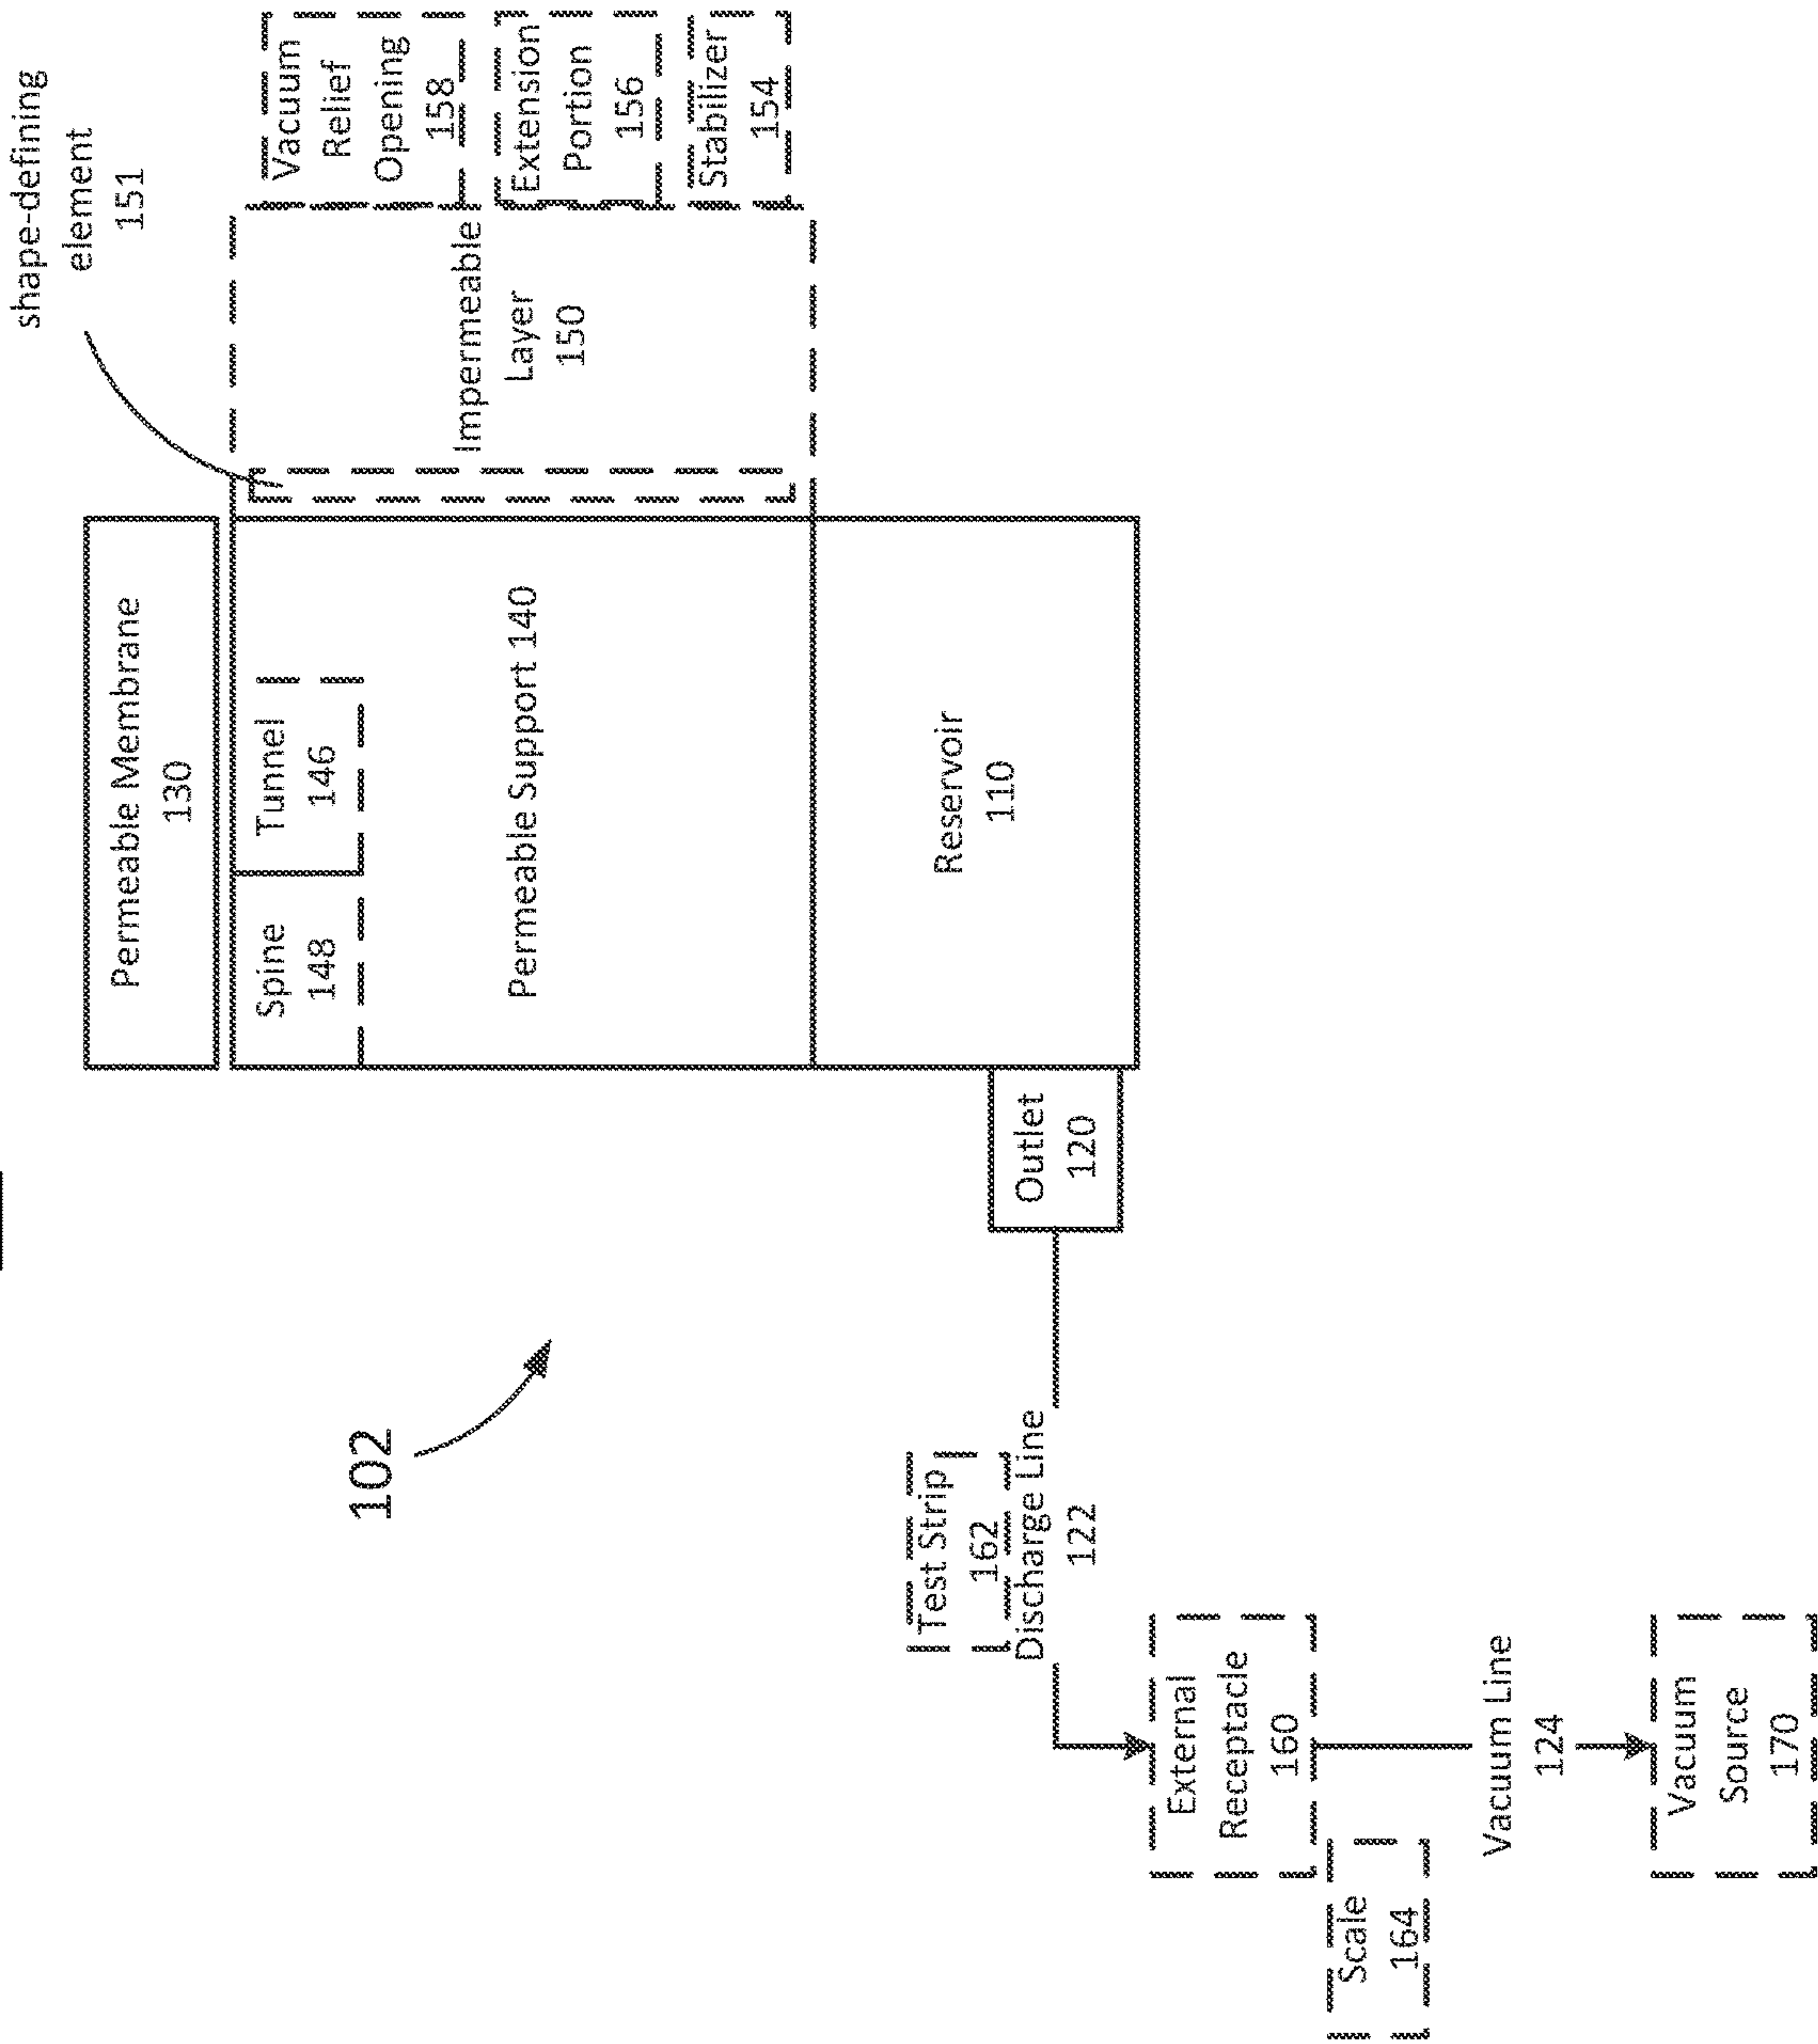 shape-defining
element
151
Vacuum
Relief
Opening
158
Extension
Portion
156
Stabilizer
154
Impermeable
Layer
150
Permeable Membrane
130
Tunnel
146
Spine
148
Permeable Support 140
Reservoir
110
Outlet
120
102
Test Strip
162
Discharge Line
122
External
Receptacle
160
Scale
164
Vacuum Line
124
Vacuum
Source
170